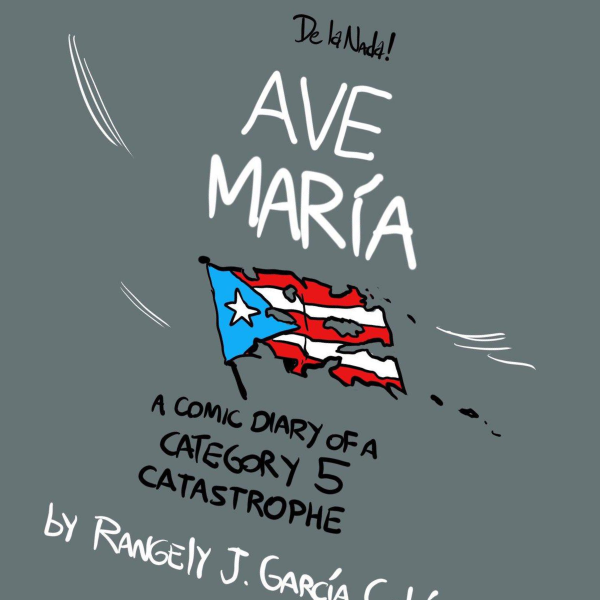 De la Nada!
AVE
MARÍA
A COMIC DIARY OF A
CATEGORY 5
CATASTROPHE
by RANGELY J. GARCÍA